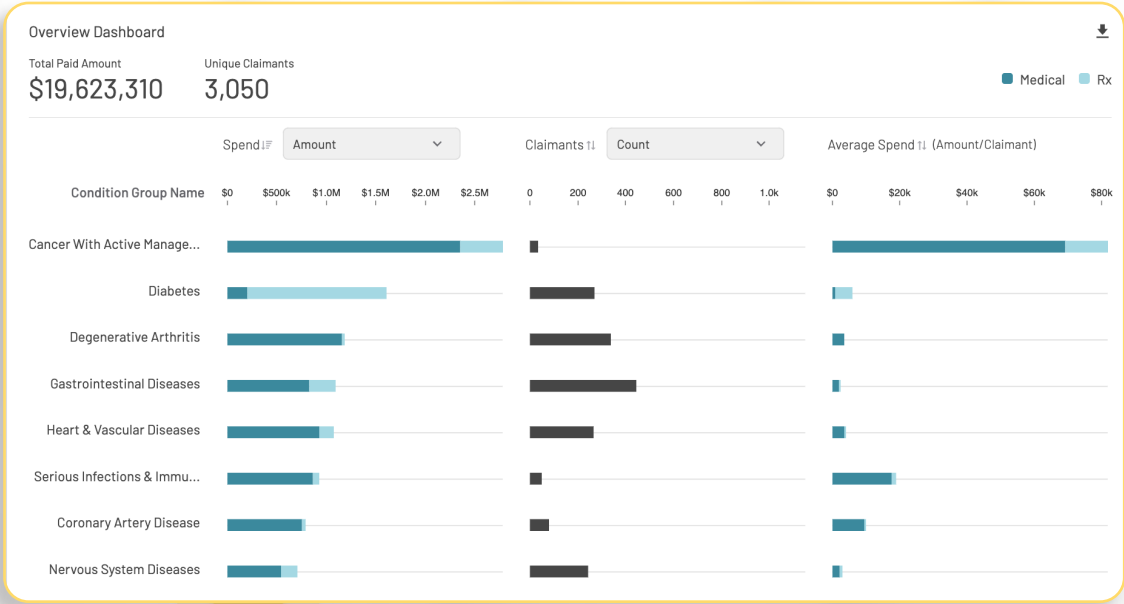 Overview Dashboard
Total Paid Amount Unique Claimants
$19,623,310 3,050
Medical Rx
Spend Amount Claimants Count Average Spend (Amount/Claimant)
Condition Group Name $0 $500k $1.0M $1.5M $2.0M $2.5M 0 200 400 600 800 1.0k $0 $20k $40k $60k $80k
Cancer With Active Manage...
Diabetes
Degenerative Arthritis
Gastrointestinal Diseases
Heart & Vascular Diseases
Serious Infections & Immu...
Coronary Artery Disease
Nervous System Diseases